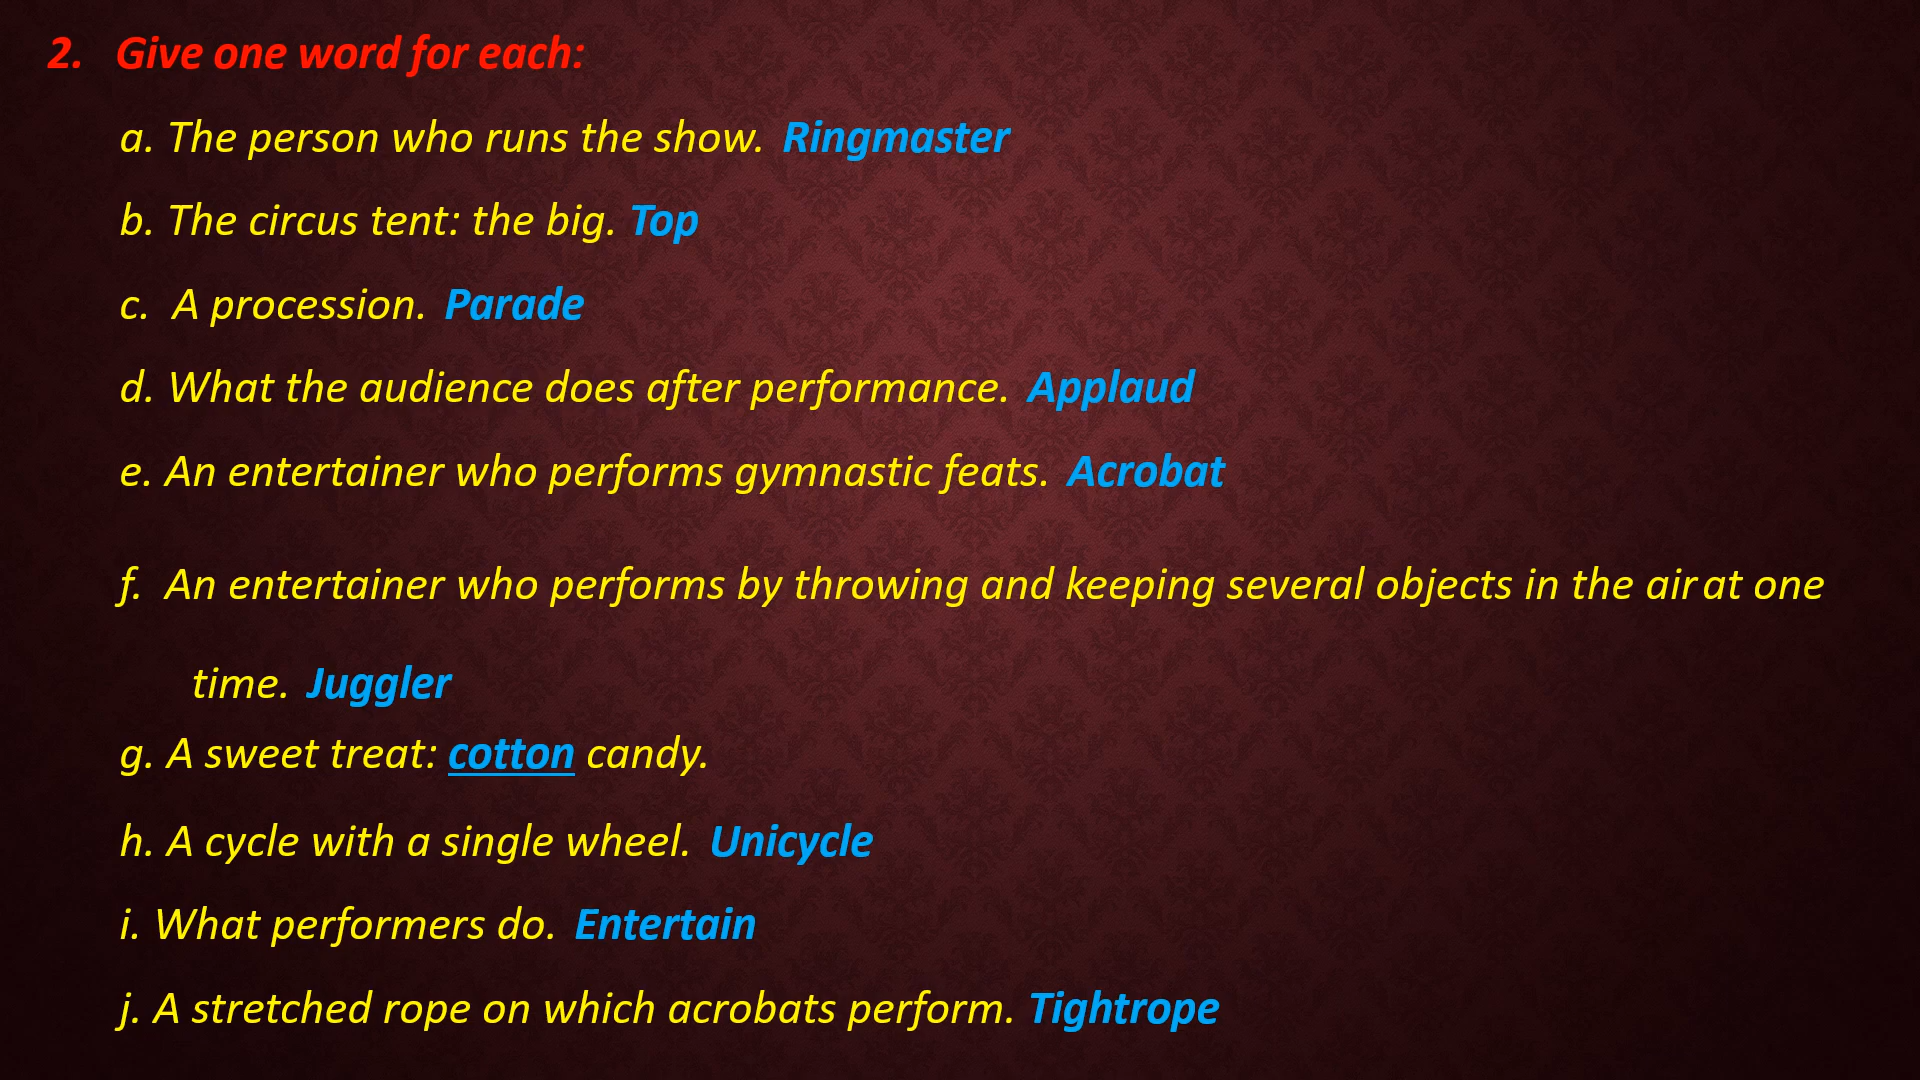 2. Give one word for each:
a. The person who runs the show. Ringmaster
b. The circus tent: the big. Top
c. A procession. Parade
d. What the audience does after performance. Applaud
e. An entertainer who performs gymnastic feats. Acrobat
f. An entertainer who performs by throwing and keeping several objects in the air at one
time. Juggler
g. A sweet treat: cotton candy.
h. A cycle with a single wheel. Unicycle
i. What performers do. Entertain
j. A stretched rope on which acrobats perform. Tightrope